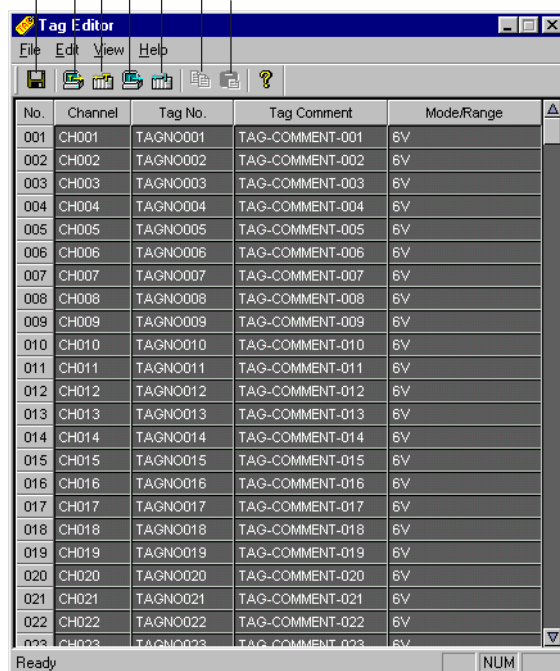 Tag Editor
File Edit View Help
No. Channel Tag No. Tag Comment Mode/Range
001 CH001 TAGNO001 TAG-COMMENT-001 6V
002 CH002 TAGNO002 TAG-COMMENT-002 6V
003 CH003 TAGNO003 TAG-COMMENT-003 6V
004 CH004 TAGNO004 TAG-COMMENT-004 6V
005 CH005 TAGNO005 TAG-COMMENT-005 6V
006 CH006 TAGNO006 TAG-COMMENT-006 6V
007 CH007 TAGNO007 TAG-COMMENT-007 6V
008 CH008 TAGNO008 TAG-COMMENT-008 6V
009 CH009 TAGNO009 TAG-COMMENT-009 6V
010 CH010 TAGNO010 TAG-COMMENT-010 6V
011 CH011 TAGNO011 TAG-COMMENT-011 6V
012 CH012 TAGNO012 TAG-COMMENT-012 6V
013 CH013 TAGNO013 TAG-COMMENT-013 6V
014 CH014 TAGNO014 TAG-COMMENT-014 6V
015 CH015 TAGNO015 TAG-COMMENT-015 6V
016 CH016 TAGNO016 TAG-COMMENT-016 6V
017 CH017 TAGNO017 TAG-COMMENT-017 6V
018 CH018 TAGNO018 TAG-COMMENT-018 6V
019 CH019 TAGNO019 TAG-COMMENT-019 6V
020 CH020 TAGNO020 TAG-COMMENT-020 6V
021 CH021 TAGNO021 TAG-COMMENT-021 6V
022 CH022 TAGNO022 TAG-COMMENT-022 6V
023 CH023 TAGNO023 TAG-COMMENT-023 6V
Ready NUM